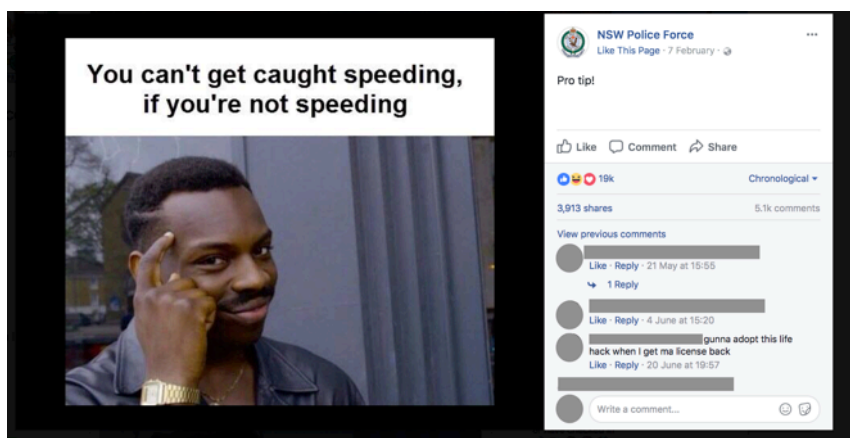 You can't get caught speeding,
if you're not speeding
NSW Police Force
Like This Page · 7 February ·
Pro tip!
Like Comment Share
19k Chronological
3,913 shares 5.1k comments
View previous comments
Like · Reply · 21 May at 15:55
1 Reply
Like · Reply · 4 June at 15:20
gunna adopt this life
hack when I get ma license back
Like · Reply · 20 June at 19:57
Write a comment...